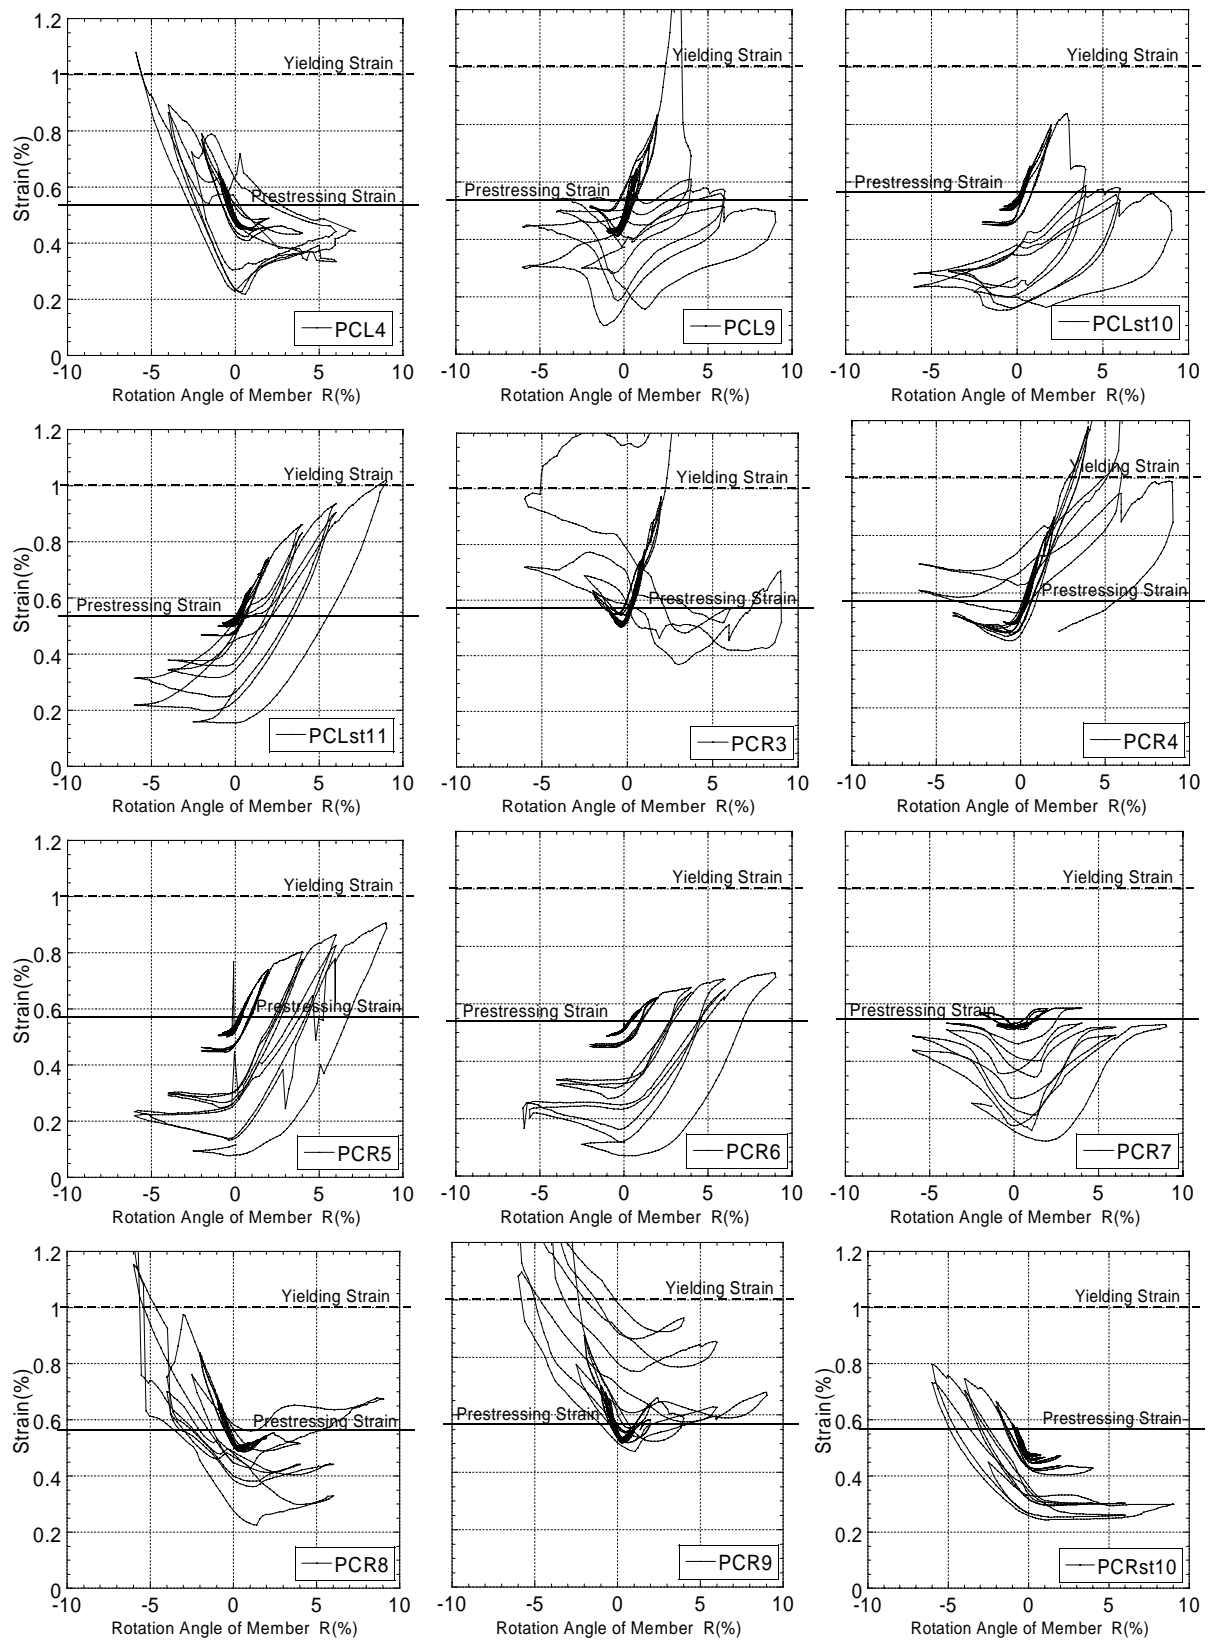 1.2
1
0.8
0.6
0.4
0.2
0
Strain(%)
Yielding Strain
Prestressing Strain
PCL4
-10 -5 0 5 10
Rotation Angle of Member R(%)
Yielding Strain
Prestressing Strain
PCL9
-10 -5 0 5 10
Rotation Angle of Member R(%)
Yielding Strain
Prestressing Strain
PCLst10
-10 -5 0 5 10
Rotation Angle of Member R(%)
1.2
1
0.8
0.6
0.4
0.2
0
Strain(%)
Yielding Strain
Prestressing Strain
PCLst11
-10 -5 0 5 10
Rotation Angle of Member R(%)
Yielding Strain
Prestressing Strain
PCR3
-10 -5 0 5 10
Rotation Angle of Member R(%)
Yielding Strain
Prestressing Strain
PCR4
-10 -5 0 5 10
Rotation Angle of Member R(%)
1.2
1
0.8
0.6
0.4
0.2
0
Strain(%)
Yielding Strain
Prestressing Strain
PCR5
-10 -5 0 5 10
Rotation Angle of Member R(%)
Yielding Strain
Prestressing Strain
PCR6
-10 -5 0 5 10
Rotation Angle of Member R(%)
Yielding Strain
Prestressing Strain
PCR7
-10 -5 0 5 10
Rotation Angle of Member R(%)
1.2
1
0.8
0.6
0.4
0.2
0
Strain(%)
Yielding Strain
Prestressing Strain
PCR8
-10 -5 0 5 10
Rotation Angle of Member R(%)
Yielding Strain
Prestressing Strain
PCR9
-10 -5 0 5 10
Rotation Angle of Member R(%)
1.2
1
0.8
0.6
0.4
0.2
0
Strain(%)
Yielding Strain
Prestressing Strain
PCRst10
-10 -5 0 5 10
Rotation Angle of Member R(%)